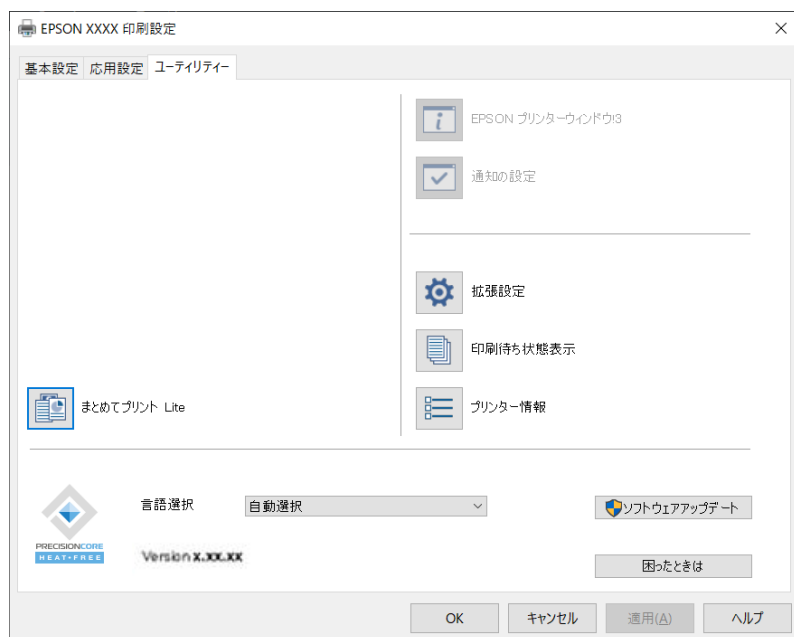 EPSON XXXX 印刷設定
基本設定 応用設定 ユーティリティー
EPSON プリンターウィンドウ!3
通知の設定
拡張設定
印刷待ち状態表示
まとめてプリント Lite
プリンター情報
言語選択 自動選択 ソフトウェアアップデート
PRECISIONCORE
HEAT-FREE
Version X.XX.XX
困ったときは
OK キャンセル 適用(A) ヘルプ